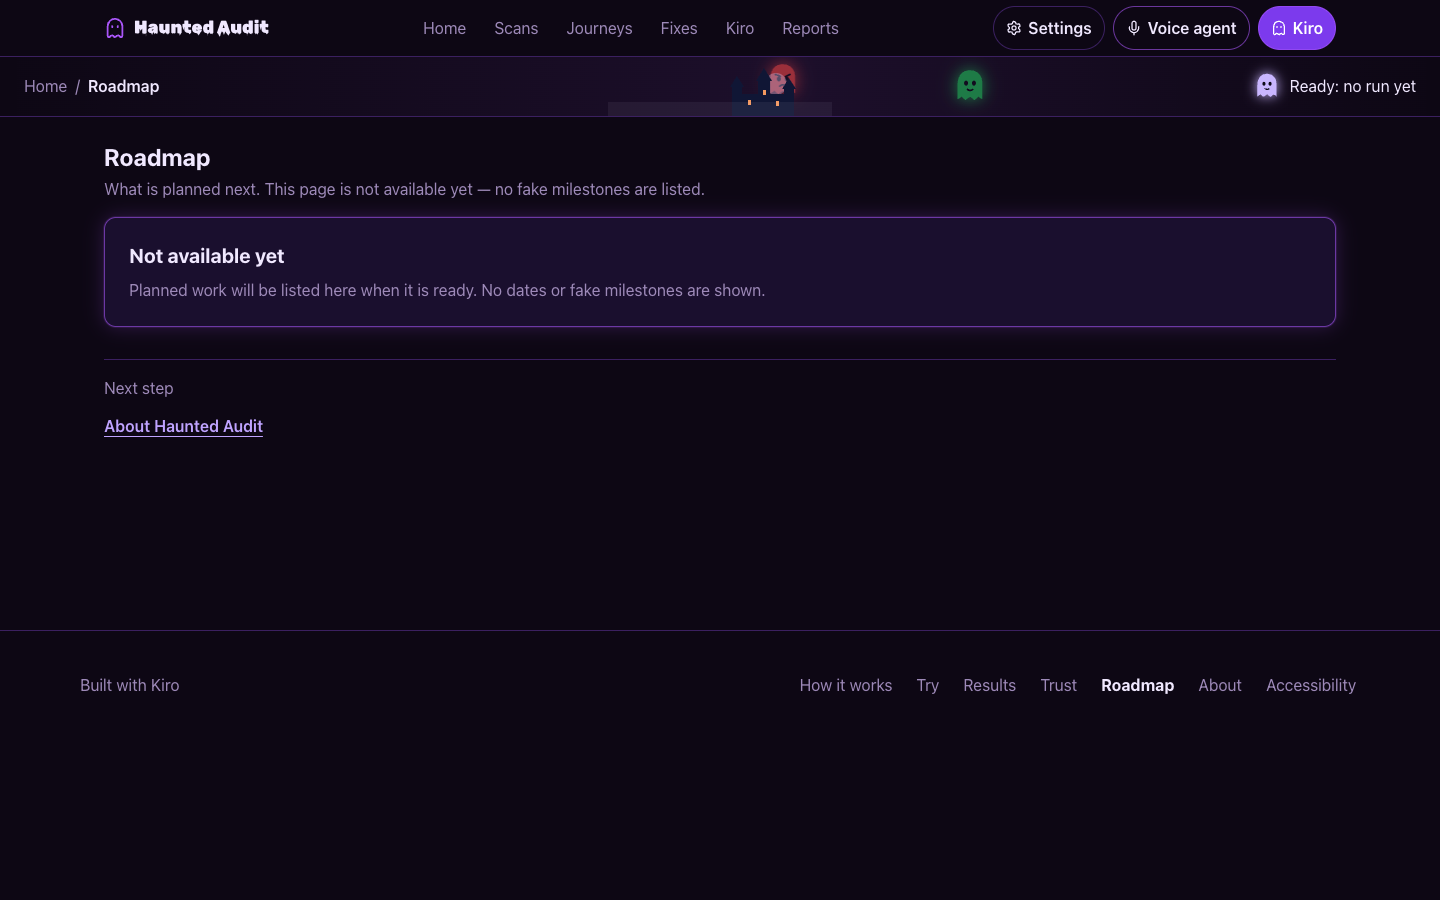 Haunted Audit
Home Scans Journeys Fixes Kiro Reports
Settings Voice agent Kiro
Home / Roadmap
Ready: no run yet
Roadmap
What is planned next. This page is not available yet — no fake milestones are listed.
Not available yet
Planned work will be listed here when it is ready. No dates or fake milestones are shown.
Next step
About Haunted Audit
Built with Kiro
How it works Try Results Trust Roadmap About Accessibility